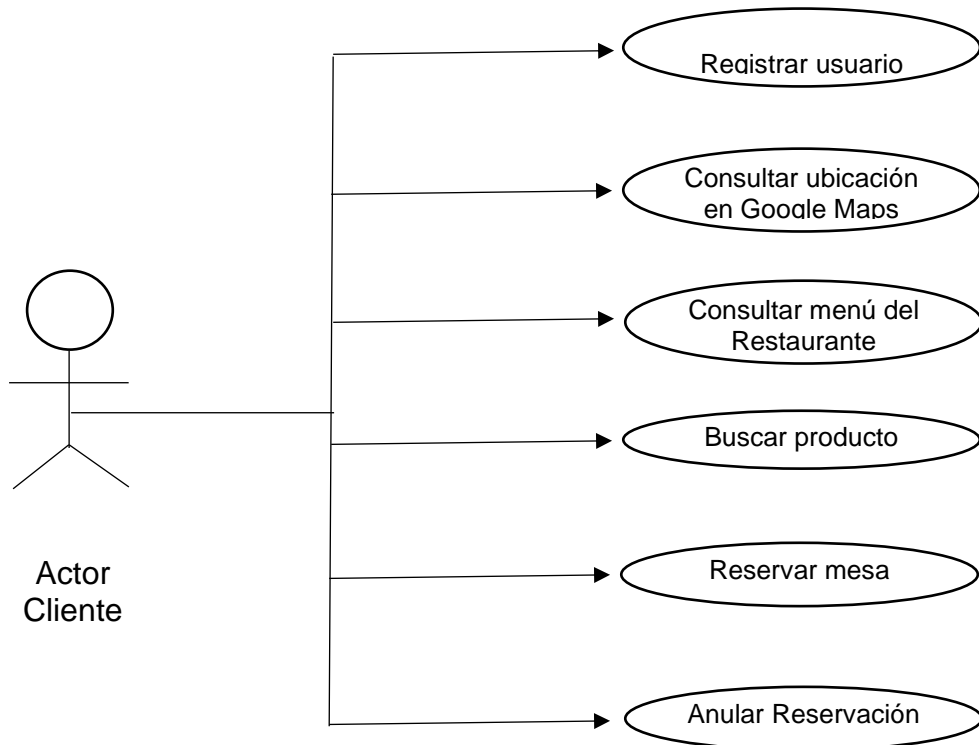 Registrar usuario
Consultar ubicación
en Google Maps
Consultar menú del
Restaurante
Buscar producto
Reservar mesa
Anular Reservación
Actor
Cliente